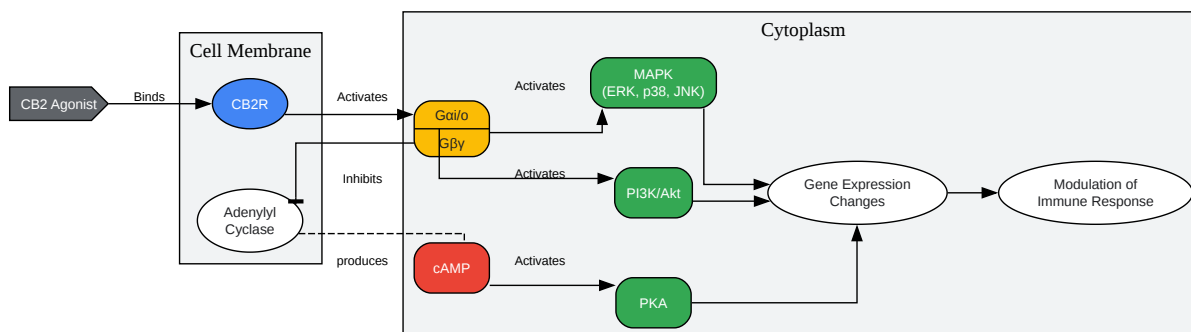 Cytoplasm
Cell Membrane
CB2 Agonist
Binds
CB2R
Activates
Gαi/o
Gβγ
Activates
MAPK
(ERK, p38, JNK)
Activates
PI3K/Akt
Inhibits
Gene Expression
Changes
Modulation of
Immune Response
Adenylyl
Cyclase
produces
cAMP
Activates
PKA